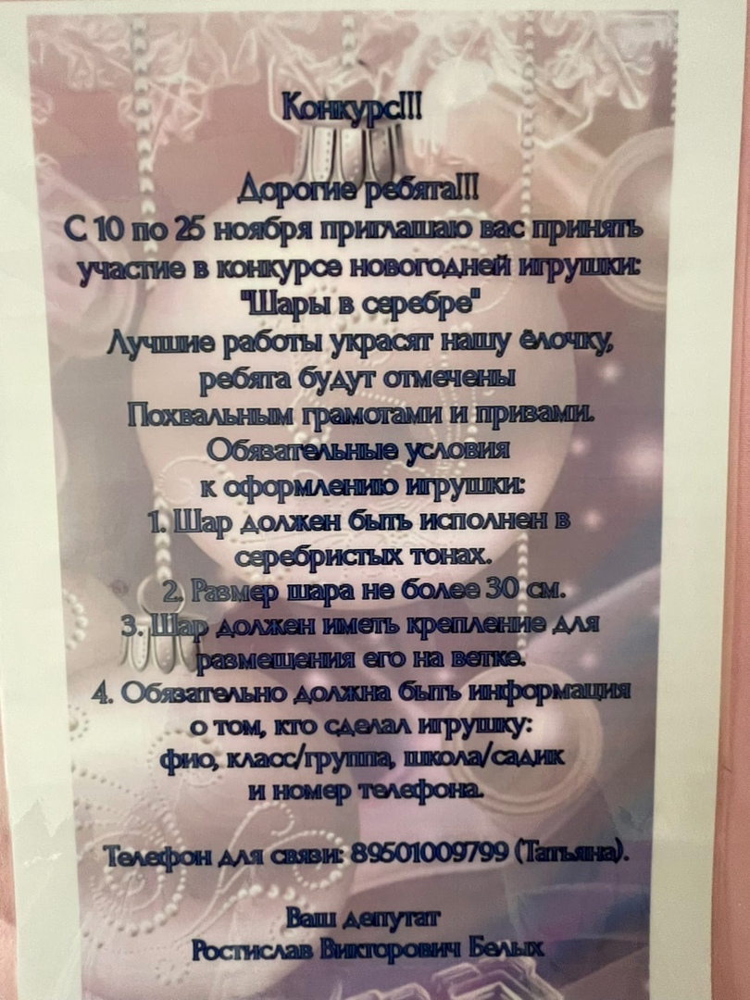 Конкурс!!!
Дорогие ребята!!!
С 10 по 25 ноября приглашаю вас принять
участие в конкурсе новогодней игрушки:
"Шары в серебре"
Лучшие работы украсят нашу ёлочку,
ребята будут отмечены
Похвальным грамотами и призами.
Обязательные условия
к оформлению игрушки:
1. Шар должен быть исполнен в
серебристых тонах.
2. Размер шара не более 30 см.
3. Шар должен иметь крепление для
размещения его на ветке.
4. Обязательно должна быть информация
о том, кто сделал игрушку:
фио, класс/группа, школа/садик
и номер телефона.
Телефон для связи: 89501009799 (Татьяна).
Ваш депутат
Ростислав Викторович Белых